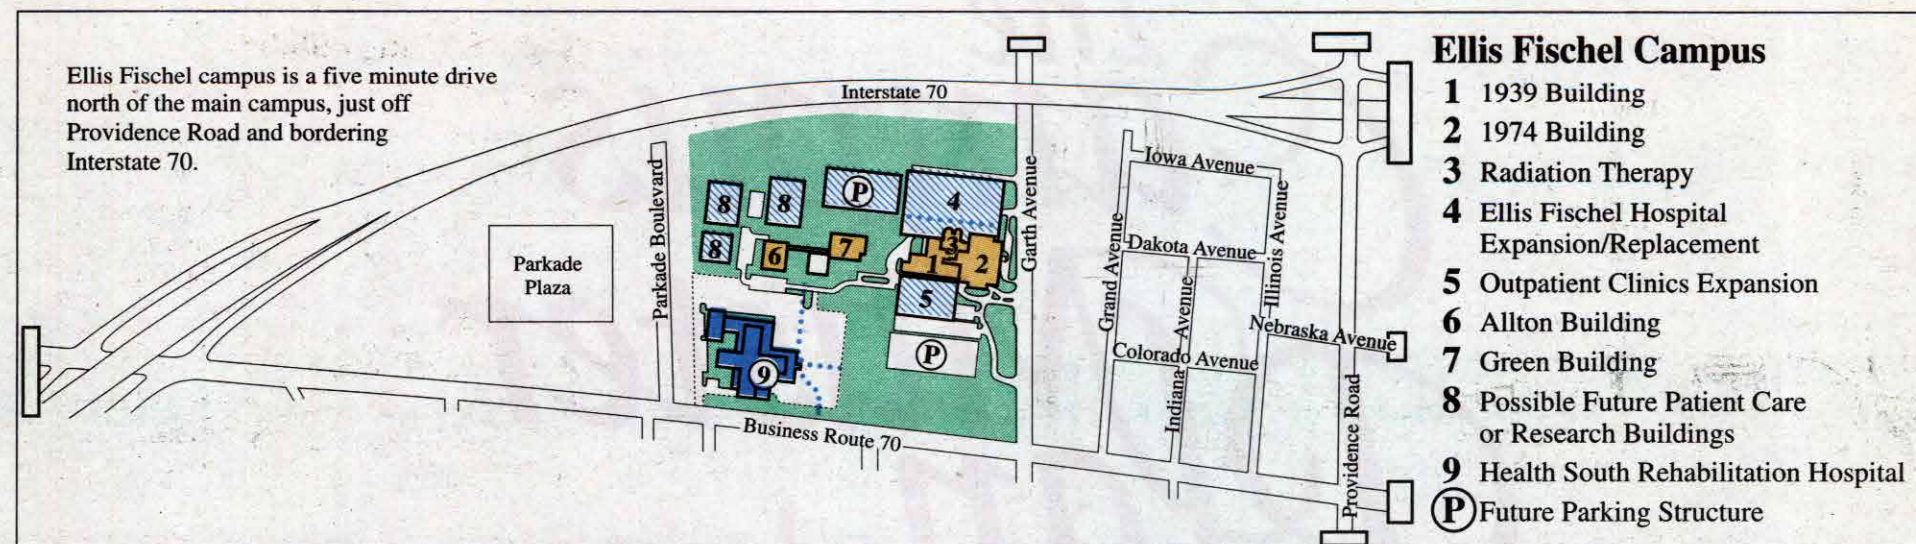 Ellis Fischel campus is a five minute drive
north of the main campus, just off
Providence Road and bordering
Interstate 70.
Interstate 70
Parkade
Plaza
Parkade Boulevard
Business Route 70
Garth Avenue
Grand Avenue
Iowa Avenue
Dakota Avenue
Indiana Avenue
Illinois Avenue
Nebraska Avenue
Colorado Avenue
Providence Road
8
8
P
4
8
6
7
3
1
2
5
P
9
Ellis Fischel Campus
1 1939 Building
2 1974 Building
3 Radiation Therapy
4 Ellis Fischel Hospital
Expansion/Replacement
5 Outpatient Clinics Expansion
6 Allton Building
7 Green Building
8 Possible Future Patient Care
or Research Buildings
9 Health South Rehabilitation Hospital
P Future Parking Structure